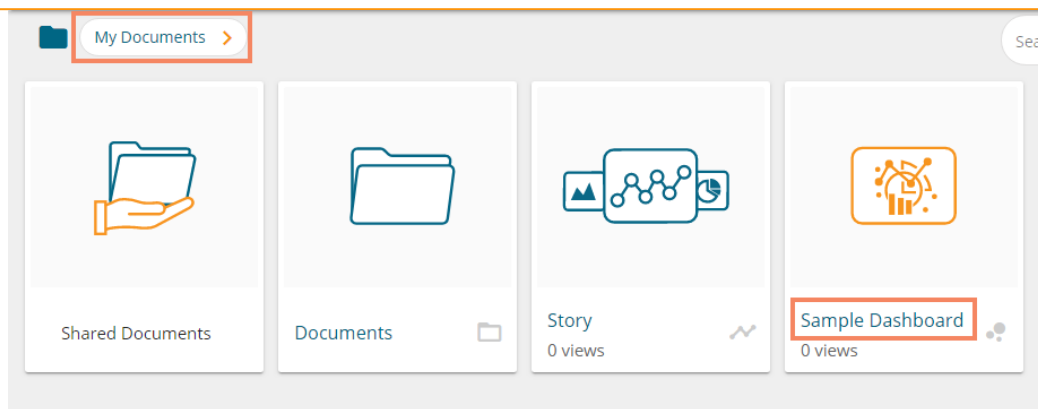 My Documents
Sea
Shared Documents
Documents
Story
0 views
Sample Dashboard
0 views